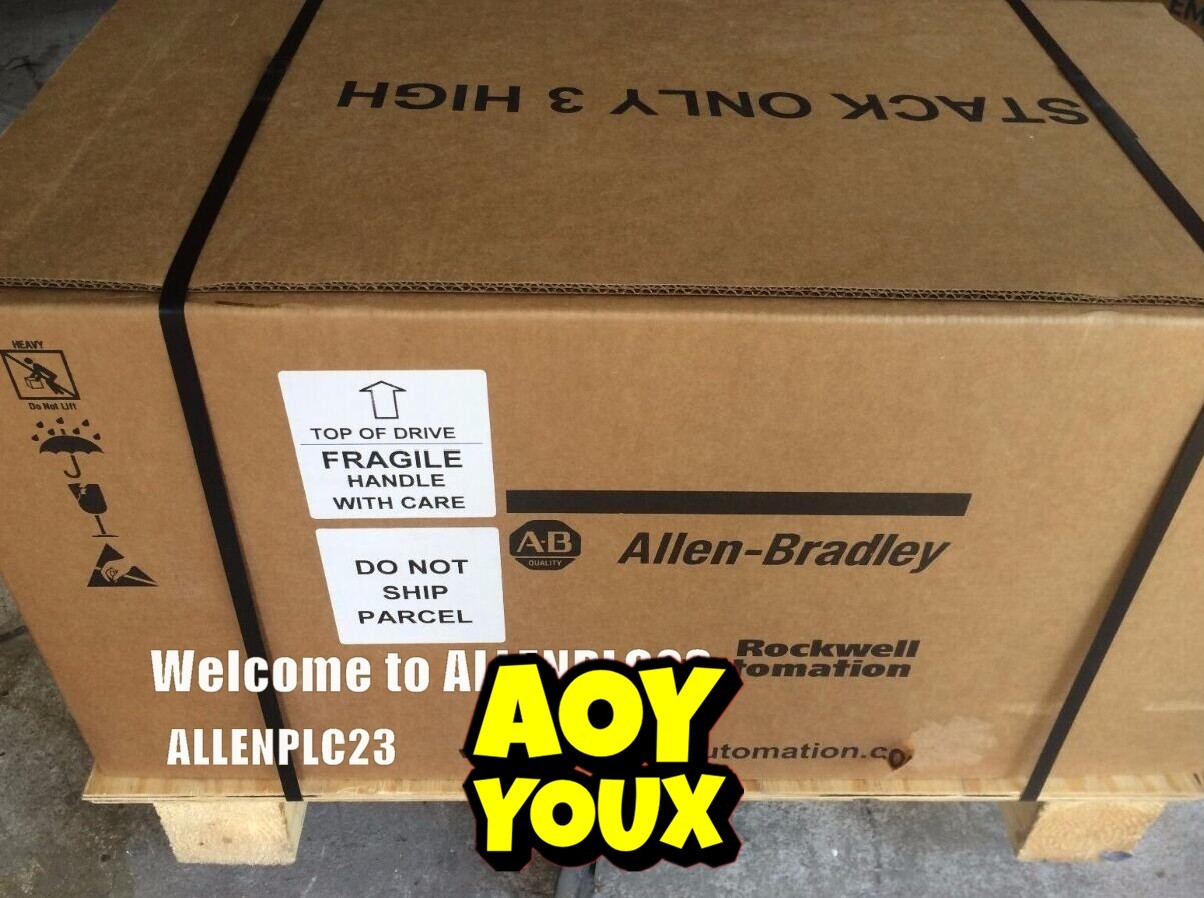 EM
STACK ONLY 3 HIGH
HEAVY
Do Not Lift
TOP OF DRIVE
FRAGILE
HANDLE
WITH CARE
A-B
QUALITY
Allen-Bradley
DO NOT
SHIP
PARCEL
Rockwell
tomation
Welcome to
ALLENPLC23
utomation.co
AOY
YOUX